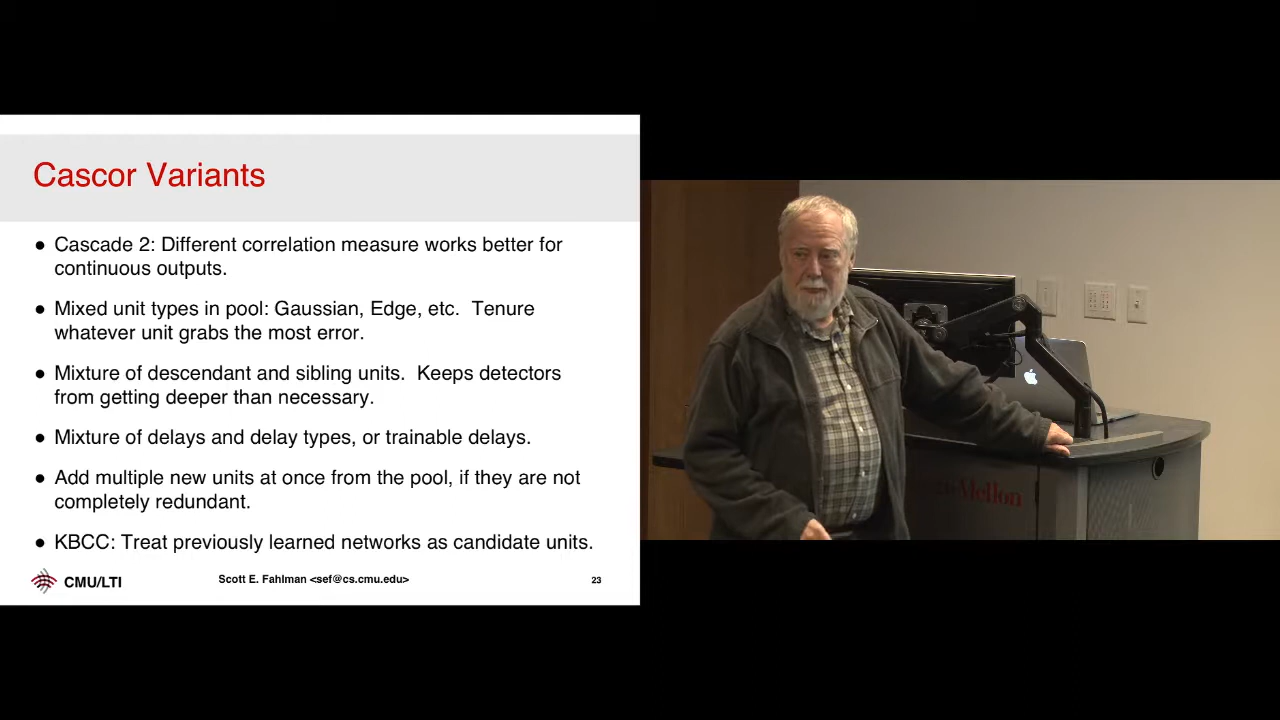 Cascor Variants
● Cascade 2: Different correlation measure works better for
continuous outputs.
● Mixed unit types in pool: Gaussian, Edge, etc. Tenure
whatever unit grabs the most error.
● Mixture of descendant and sibling units. Keeps detectors
from getting deeper than necessary.
● Mixture of delays and delay types, or trainable delays.
● Add multiple new units at once from the pool, if they are not
completely redundant.
● KBCC: Treat previously learned networks as candidate units.
CMU/LTI
Scott E. Fahlman <sef@cs.cmu.edu>
23
Mellon